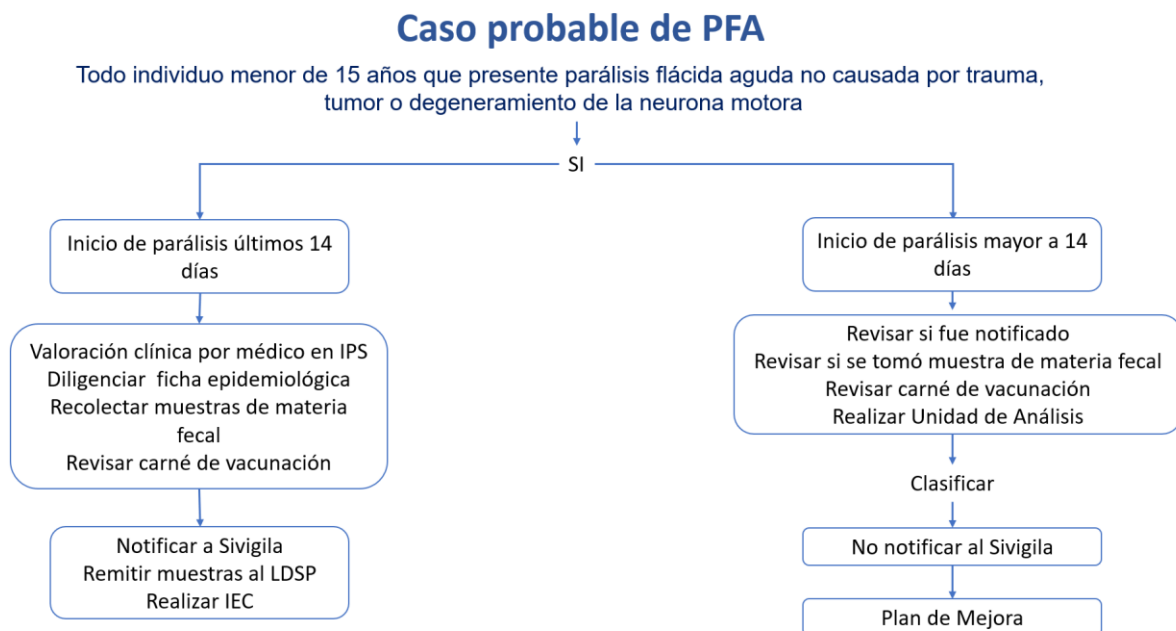 Caso probable de PFA
Todo individuo menor de 15 años que presente parálisis flácida aguda no causada por trauma,
tumor o degeneramiento de la neurona motora
SI
Inicio de parálisis últimos 14
días
Valoración clínica por médico en IPS
Diligenciar ficha epidemiológica
Recolectar muestras de materia
fecal
Revisar carné de vacunación
Notificar a Sivigila
Remitir muestras al LDSP
Realizar IEC
Inicio de parálisis mayor a 14
días
Revisar si fue notificado
Revisar si se tomó muestra de materia fecal
Revisar carné de vacunación
Realizar Unidad de Análisis
Clasificar
No notificar al Sivigila
Plan de Mejora